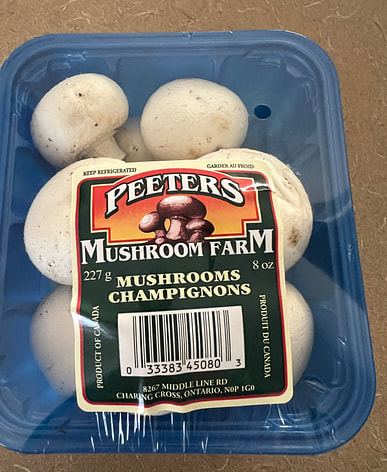 KEEP REFRIGERATED
GARDER AU FROID
PEETERS
MUSHROOM FARM
227 g
8 oz
MUSHROOMS
CHAMPIGNONS
PRODUCT OF CANADA
PRODUIT DU CANADA
0 33383 45080 3
8267 MIDDLE LINE RD
CHARING CROSS, ONTARIO, N0P 1G0